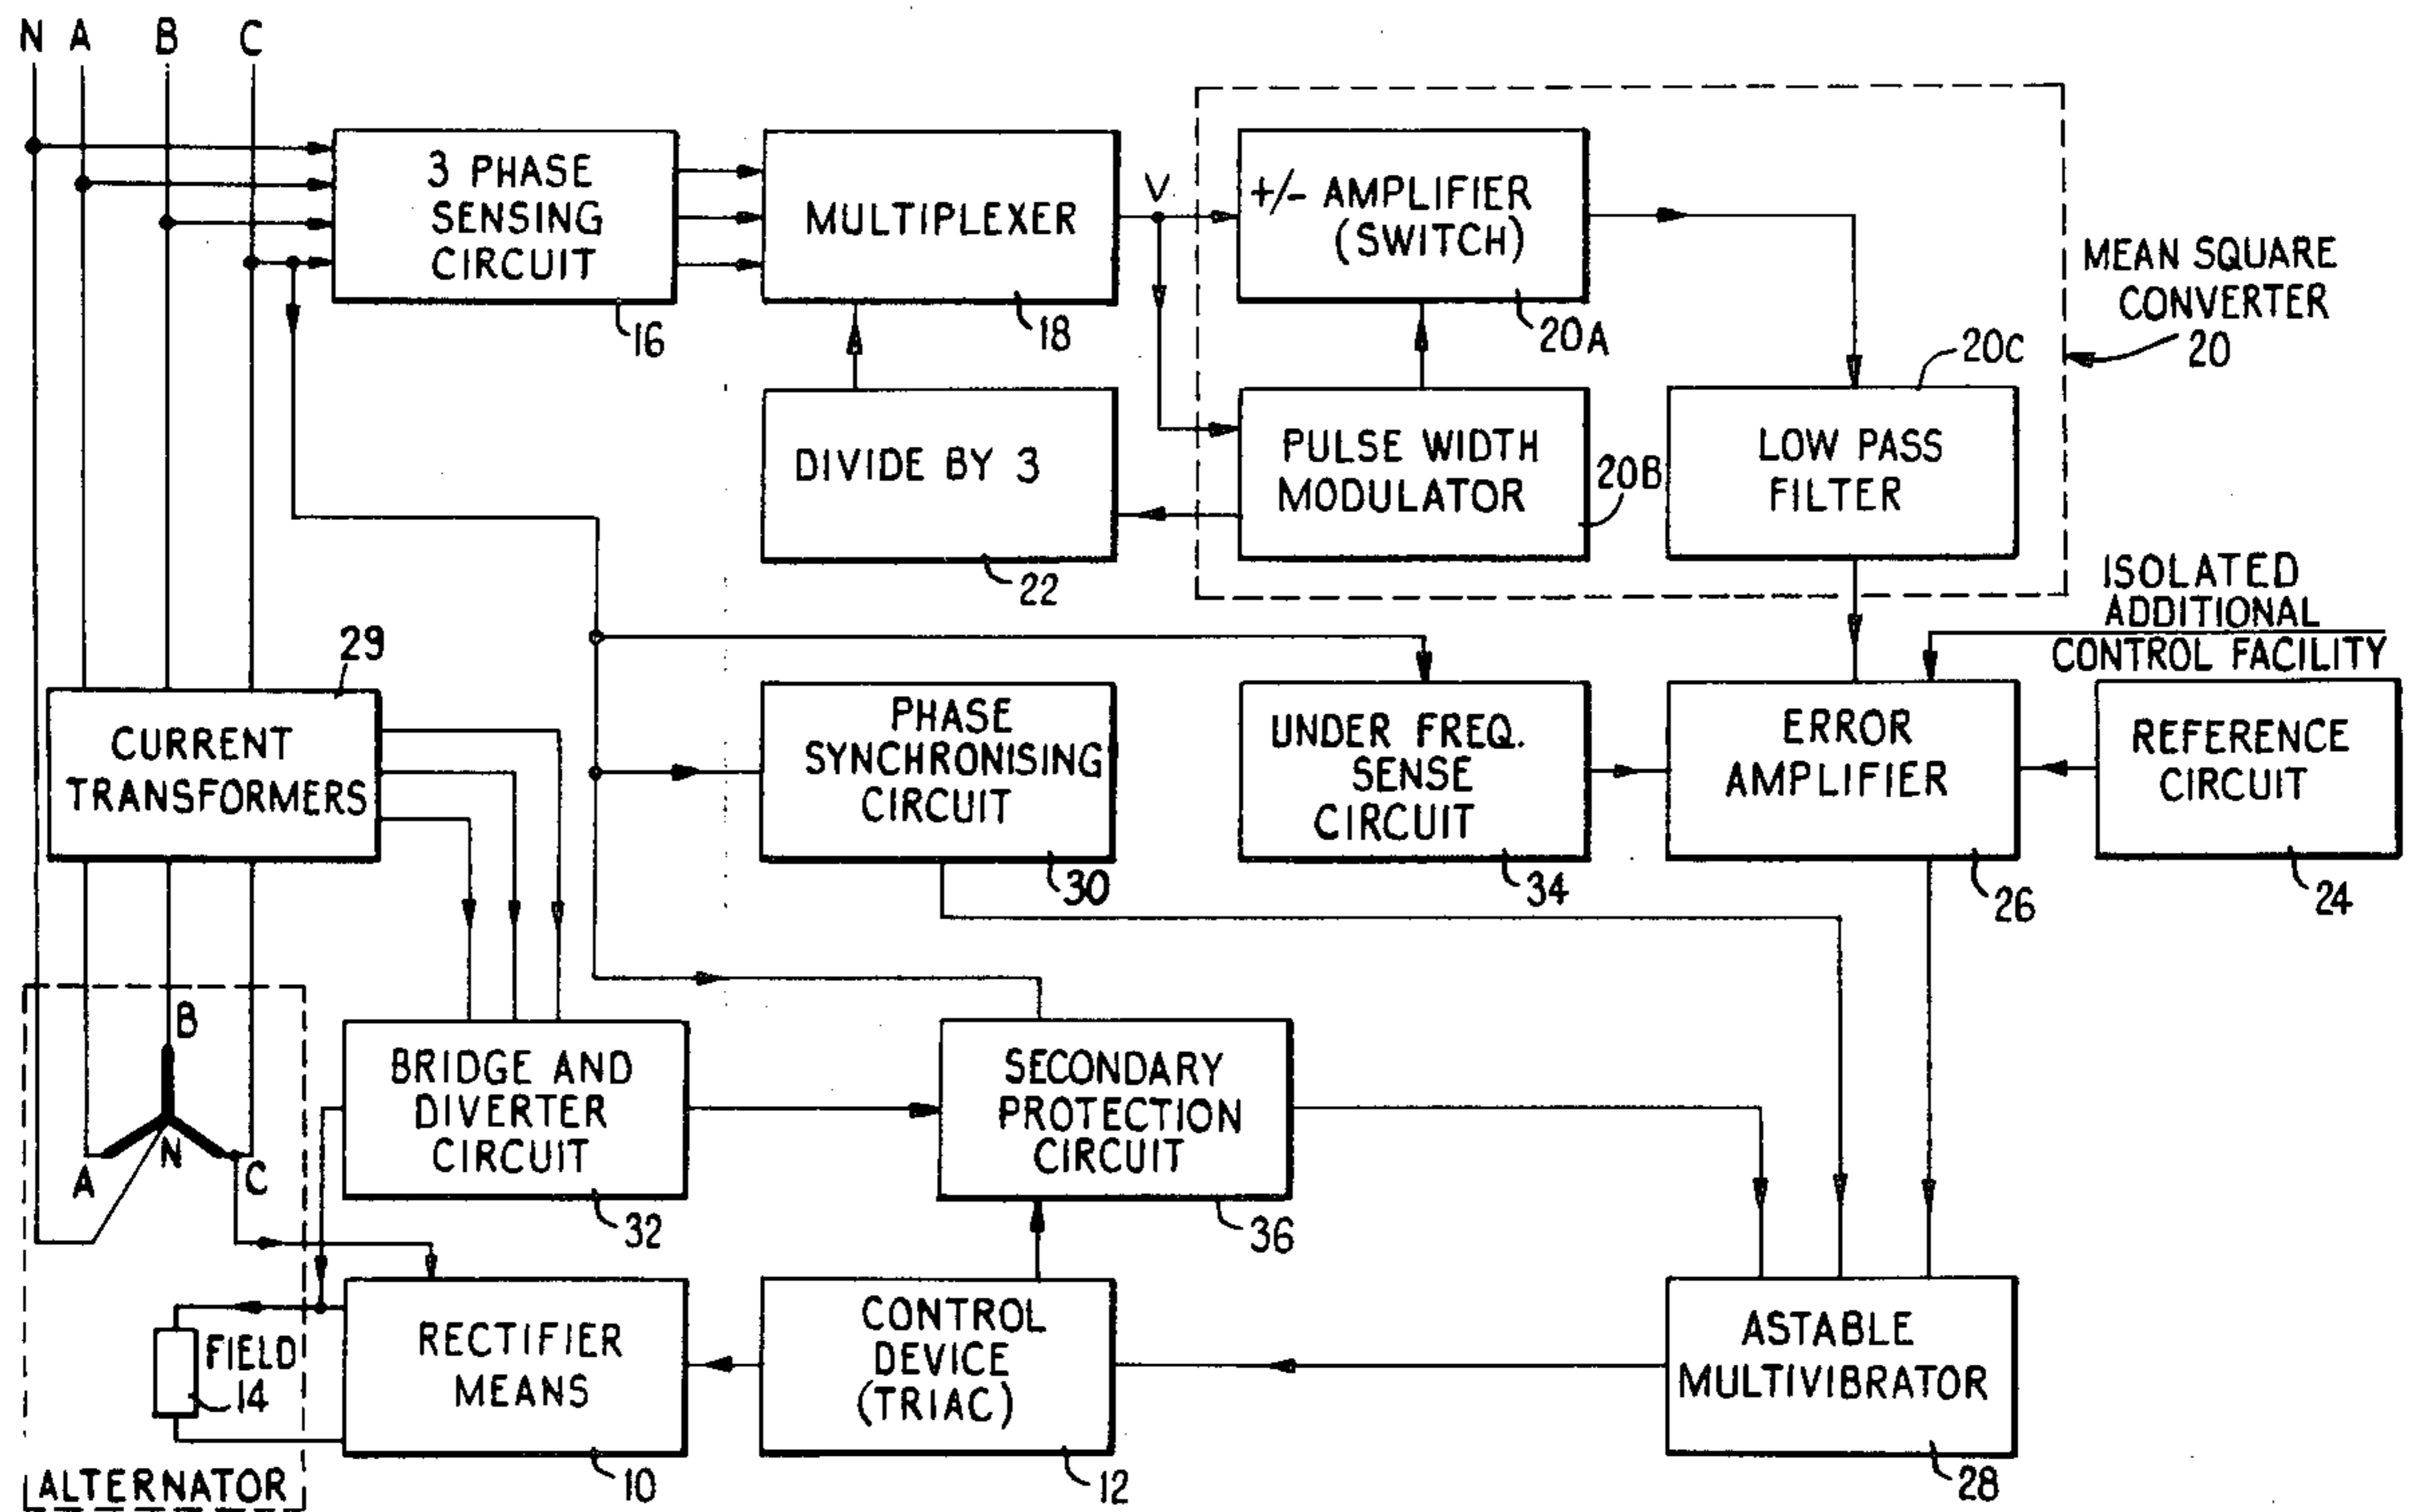 N A B C
3 PHASE
SENSING
CIRCUIT
16
MULTIPLEXER
18
V
+/- AMPLIFIER
(SWITCH)
20A
MEAN SQUARE
CONVERTER
20
20C
DIVIDE BY 3
22
PULSE WIDTH
MODULATOR
20B
LOW PASS
FILTER
ISOLATED
ADDITIONAL
CONTROL FACILITY
29
CURRENT
TRANSFORMERS
PHASE
SYNCHRONISING
CIRCUIT
30
UNDER FREQ.
SENSE
CIRCUIT
34
ERROR
AMPLIFIER
26
REFERENCE
CIRCUIT
24
B
A
N
C
BRIDGE AND
DIVERTER
CIRCUIT
32
SECONDARY
PROTECTION
CIRCUIT
36
FIELD
14
RECTIFIER
MEANS
10
CONTROL
DEVICE
(TRIAC)
12
ASTABLE
MULTIVIBRATOR
28
ALTERNATOR